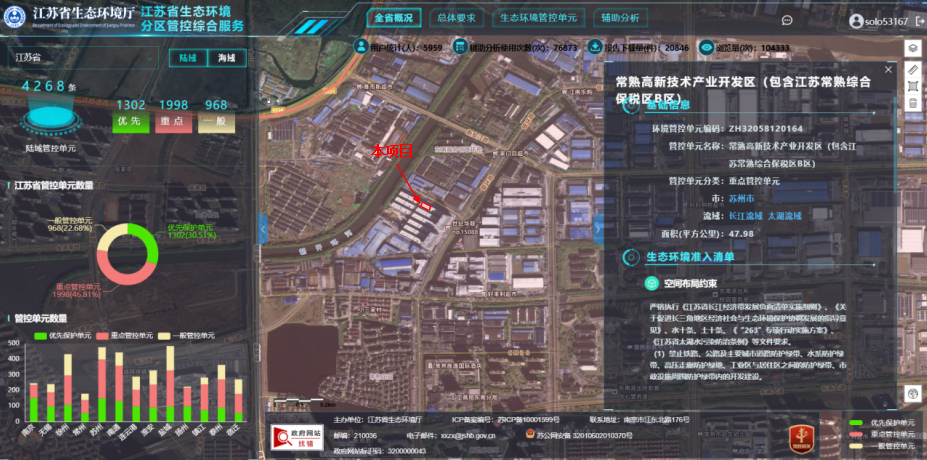 江苏省生态环境厅
江苏省生态环境
分区管控综合服务
全省概况
总体要求
生态环境管控单元
辅助分析
solo53167
江苏省
陆域
海域
用户统计(人): 5959
辅助分析使用次数(次): 76873
报告下载量(件): 20846
浏览量(次): 104333
4268条
陆域管控单元
1302
1998
968
优先
重点
一般
江苏省管控单元数量
一般管控单元
968(22.68%)
优先保护单元
1302(30.51%)
重点管控单元
1998(46.81%)
管控单元数量
优先保护单元
重点管控单元
一般管控单元
500
400
300
200
100
0
南京
无锡
徐州
常州
苏州
南通
连云港
淮安
盐城
扬州
镇江
泰州
宿迁
本项目
常熟高新技术产业开发区（包含江苏常熟综合
保税区B区）
基础信息
环境管控单元编码: ZH32058120164
管控单元名称: 常熟高新技术产业开发区（包含江
苏常熟综合保税区B区）
管控单元分类: 重点管控单元
市: 苏州市
流域: 长江流域 太湖流域
面积(平方公里): 47.98
生态环境准入清单
空间布局约束
严格执行《江苏省长江经济带发展负面清单实施细则》、《关
于促进长三角地区经济社会与生态环境保护协调发展的指导意
见》、水十条、土十条、《"263"专项行动实施方案》、
《江苏省太湖水污染防治条例》等文件要求。
（1）禁止铁路、公路及主要城市道路防护绿带、水系防护绿
带、高压走廊防护绿带、工业区与居住区之间的防护绿带、市
政设施周围防护绿带内的开发建设。
政府网站
找错
主办单位: 江苏省生态环境厅
ICP备案编号: 苏ICP备10001599号
联系地址: 南京市江东北路176号
邮编: 210036
电子邮件: xxzx@jshb.gov.cn
苏公网安备 32010602010370号
政府网站标识码: 3200000043
优先保护单元
重点管控单元
一般管控单元